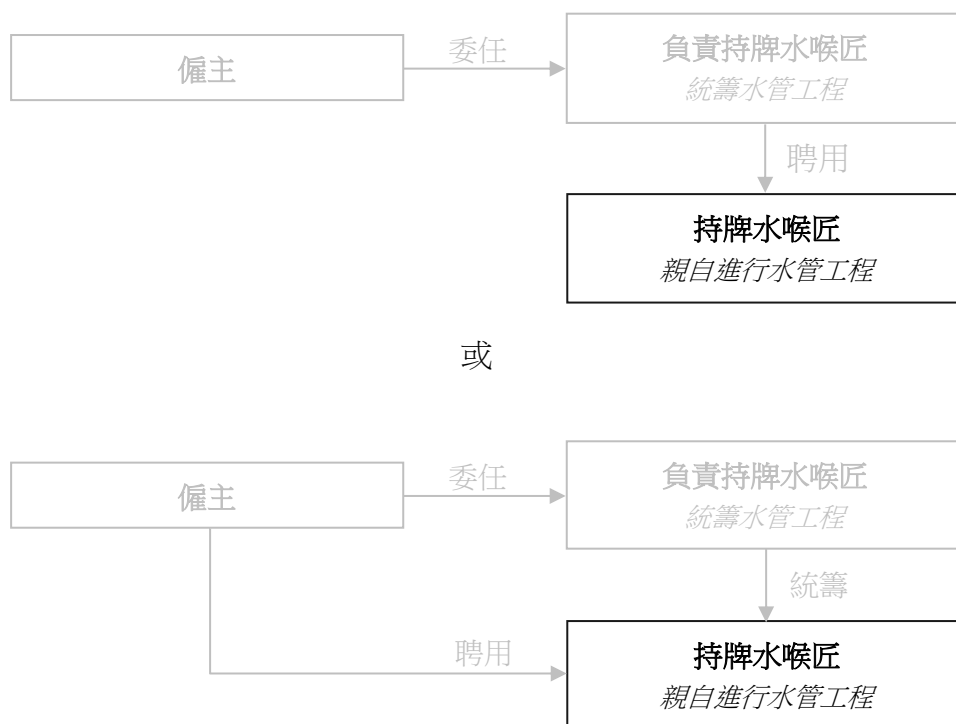 僱主
委任
負責持牌水喉匠
統籌水管工程
聘用
持牌水喉匠
親自進行水管工程
或
僱主
委任
負責持牌水喉匠
統籌水管工程
統籌
聘用
持牌水喉匠
親自進行水管工程